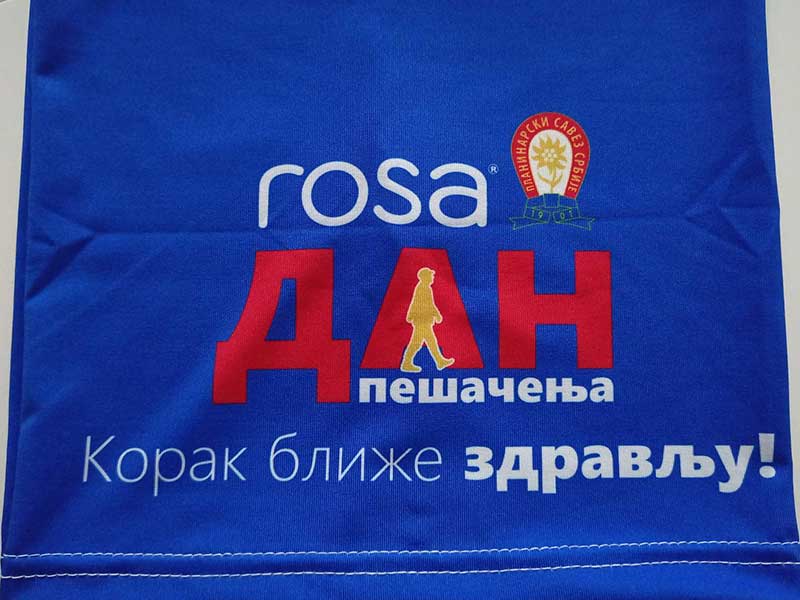 rosa®
ПЛАНИНАРСКИ САВЕЗ СРБИЈЕ
1901
ДАН
пешачења
Корак ближе здрављу!